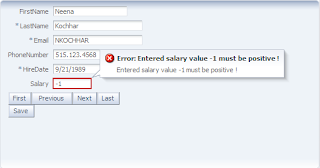 FirstName Neena
* LastName Kochhar
* Email NKOCHHAR
PhoneNumber 515.123.4568
Error: Entered salary value -1 must be positive !
Entered salary value -1 must be positive !
* HireDate 9/21/1989
Salary -1
First Previous Next Last
Save